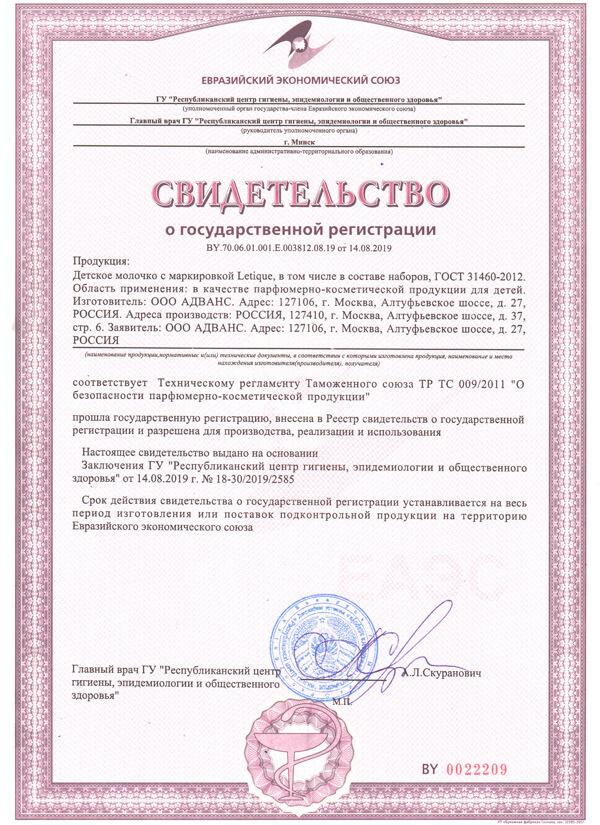 ЕВРАЗИЙСКИЙ ЭКОНОМИЧЕСКИЙ СОЮЗ
ГУ "Республиканский центр гигиены, эпидемиологии и общественного здоровья"
(уполномоченный орган государства-члена Евразийского экономического союза)
Главный врач ГУ "Республиканский центр гигиены, эпидемиологии и общественного здоровья"
(руководитель уполномоченного органа)
г. Минск
(наименование административно-территориального образования)
СВИДЕТЕЛЬСТВО
о государственной регистрации
BY.70.06.01.001.E.003812.08.19 от 14.08.2019
Продукция:
Детское молочко с маркировкой Letique, в том числе в составе наборов, ГОСТ 31460-2012.
Область применения: в качестве парфюмерно-косметической продукции для детей.
Изготовитель: ООО АДВАНС. Адрес: 127106, г. Москва, Алтуфьевское шоссе, д. 27,
РОССИЯ. Адреса производств: РОССИЯ, 127410, г. Москва, Алтуфьевское шоссе, д. 37,
стр. 6. Заявитель: ООО АДВАНС. Адрес: 127106, г. Москва, Алтуфьевское шоссе, д. 27,
РОССИЯ
(наименование продукции,нормативные и(или) технические документы, в соответствии с которыми изготовлена продукция, наименование и место
нахождения изготовителя(производителя), получателя)
соответствует Техническому регламенту Таможенного союза ТР ТС 009/2011 "О
безопасности парфюмерно-косметической продукции"
прошла государственную регистрацию, внесена в Реестр свидетельств о государственной
регистрации и разрешена для производства, реализации и использования
Настоящее свидетельство выдано на основании
Заключения ГУ "Республиканский центр гигиены, эпидемиологии и общественного
здоровья" от 14.08.2019 г. № 18-30/2019/2585
Срок действия свидетельства о государственной регистрации устанавливается на весь
период изготовления или поставок подконтрольной продукции на территорию
Евразийского экономического союза
ЕАЭС
Главный врач ГУ "Республиканский центр
гигиены, эпидемиологии и общественного
здоровья"
А.Л.Скуранович
М.П.
BY 0022209